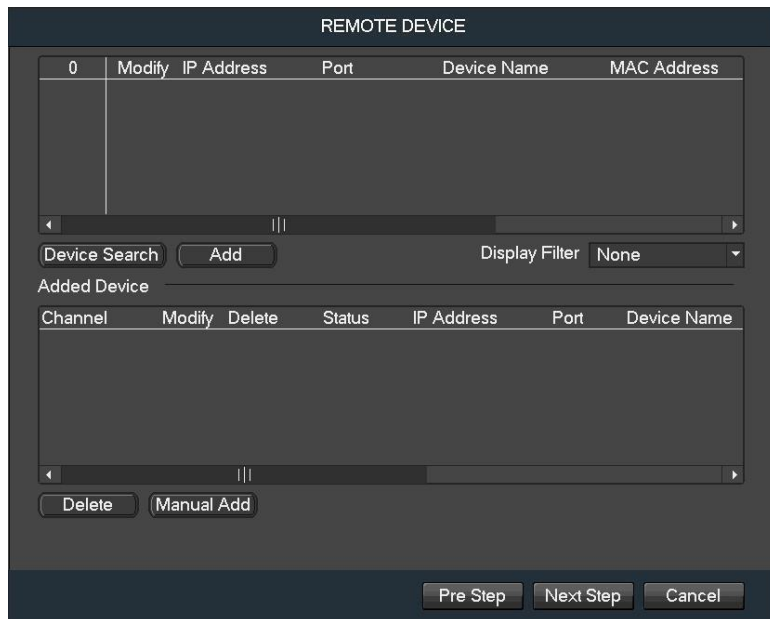 REMOTE DEVICE
0 Modify IP Address Port Device Name MAC Address
Device Search Add Display Filter None
Added Device
Channel Modify Delete Status IP Address Port Device Name
Delete Manual Add
Pre Step Next Step Cancel